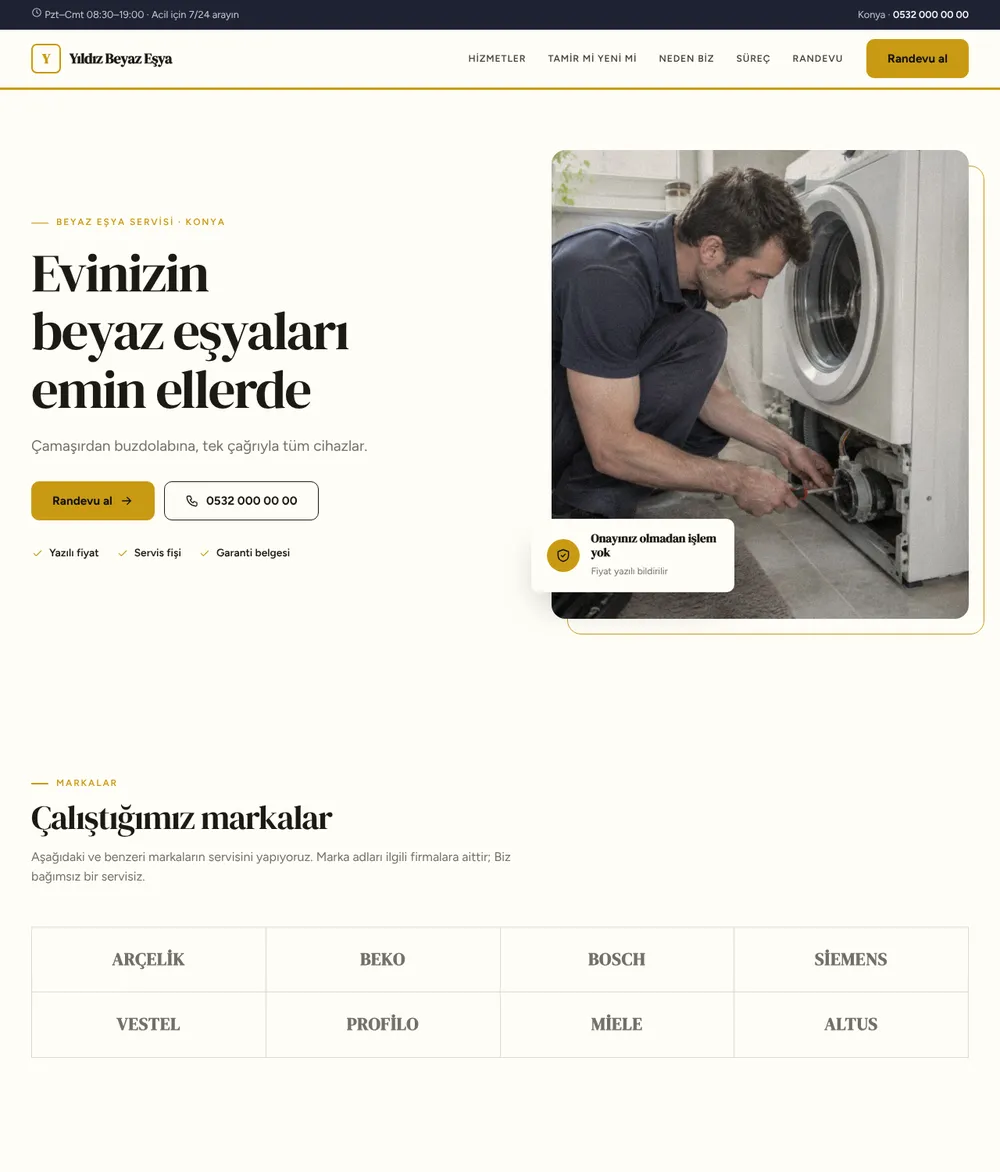 Pzt–Cmt 08:30–19:00 · Acil için 7/24 arayın
Konya · 0532 000 00 00
Y
Yıldız Beyaz Eşya
HİZMETLER
TAMİR Mİ YENİ Mİ
NEDEN BİZ
SÜREÇ
RANDEVU
Randevu al
BEYAZ EŞYA SERVİSİ · KONYA
Evinizin
beyaz eşyaları
emin ellerde
Çamaşırdan buzdolabına, tek çağrıyla tüm cihazlar.
Randevu al
0532 000 00 00
Yazılı fiyat
Servis fişi
Garanti belgesi
Onayınız olmadan işlem
yok
Fiyat yazılı bildirilir
MARKALAR
Çalıştığımız markalar
Aşağıdaki ve benzeri markaların servisini yapıyoruz. Marka adları ilgili firmalara aittir; Biz
bağımsız bir servisiz.
ARÇELİK
BEKO
BOSCH
SİEMENS
VESTEL
PROFİLO
MİELE
ALTUS